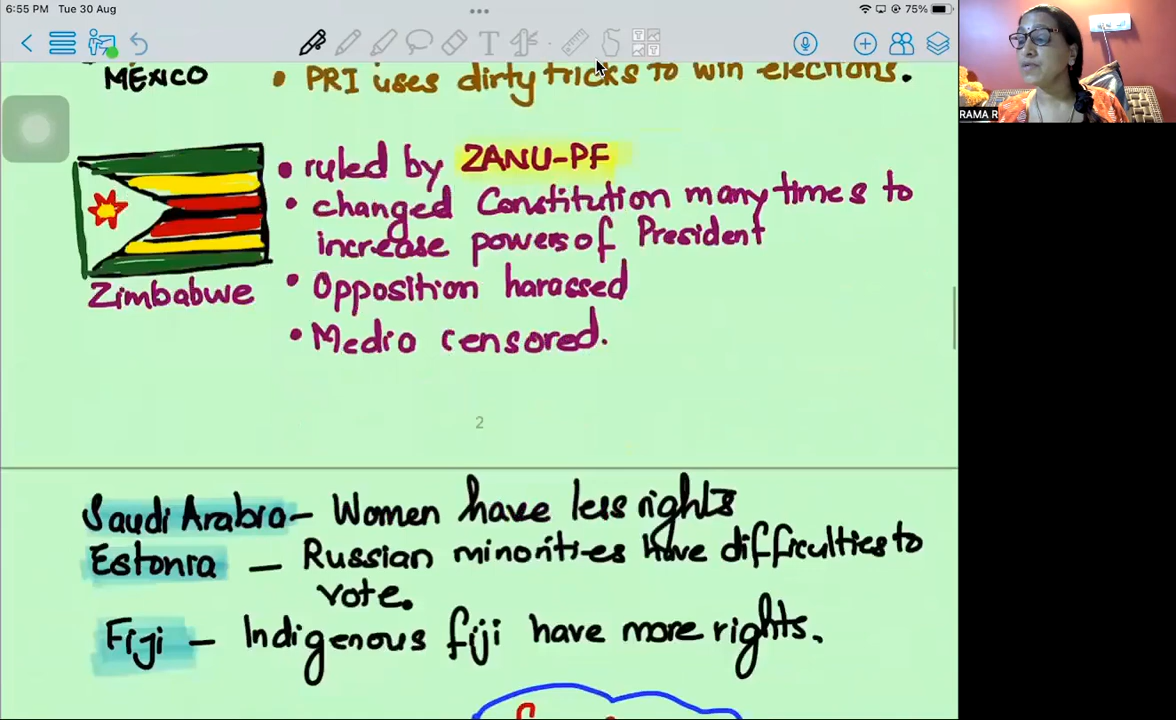 6:55 PM Tue 30 Aug
75%
MEXICO
• PRI uses dirty tricks to win elections.
RAMA R
• ruled by ZANU-PF
• changed Constitution many times to
increase powers of President
Zimbabwe
• Opposition harassed
• Media censored.
2
Saudi Arabia - Women have less rights
Estonia - Russian minorities have difficulties to
vote.
Fiji - Indigenous fiji have more rights.